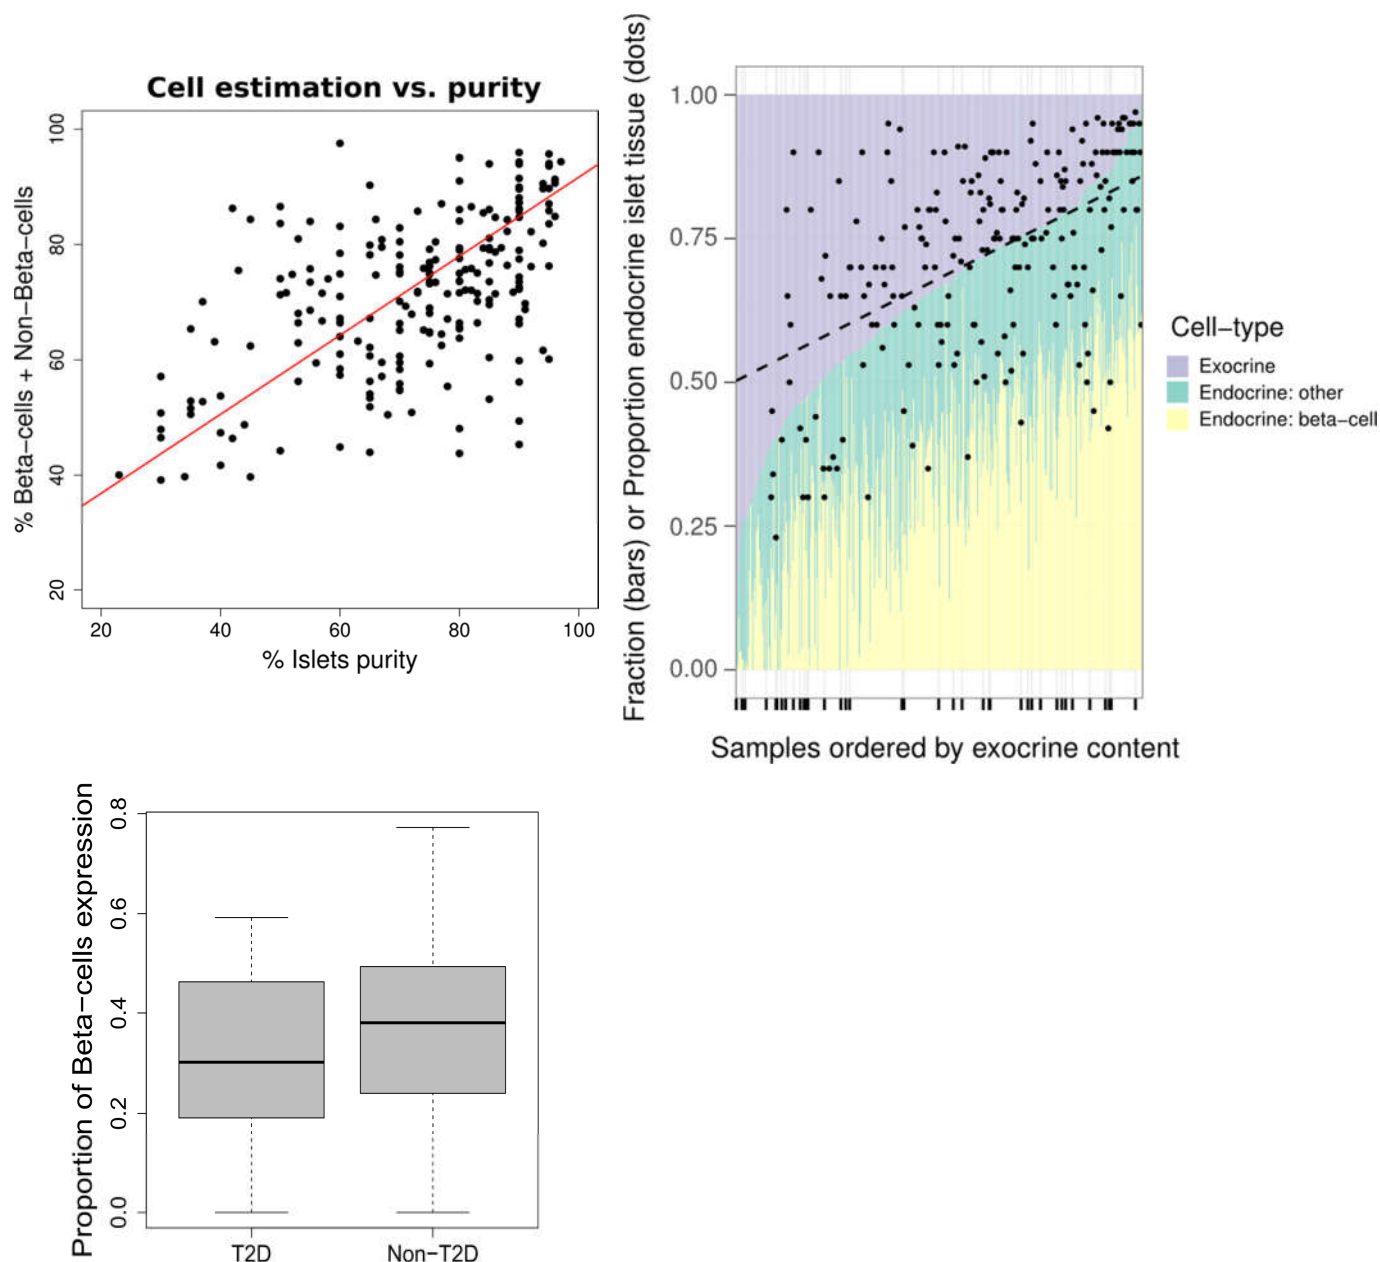 Cell estimation vs. purity
% Beta−cells + Non−Beta−cells
100
80
60
40
20
20 40 60 80 100
% Islets purity
Fraction (bars) or Proportion endocrine islet tissue (dots)
1.00
0.75
0.50
0.25
0.00
Samples ordered by exocrine content
Cell−type
Exocrine
Endocrine: other
Endocrine: beta−cell
Proportion of Beta−cells expression
0.8
0.6
0.4
0.2
0.0
T2D Non−T2D